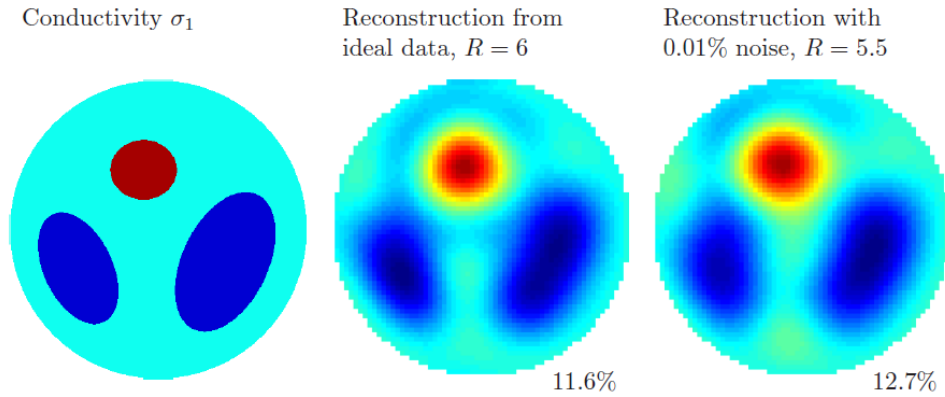 Conductivity σ₁
Reconstruction from
ideal data, R = 6
Reconstruction with
0.01% noise, R = 5.5
11.6%
12.7%